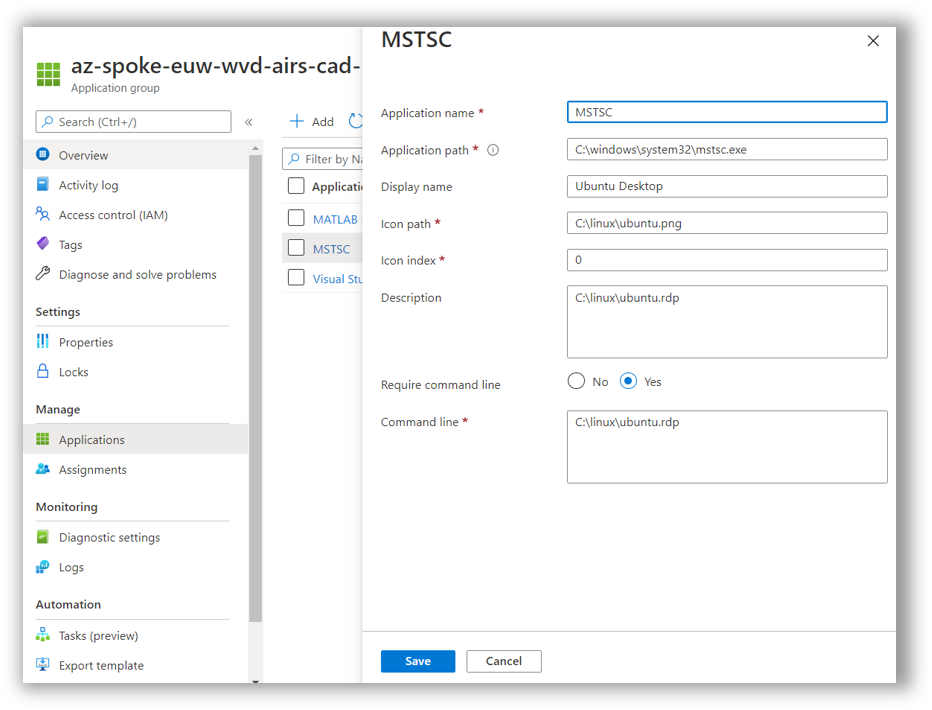 az-spoke-euw-wvd-airs-cad-
Application group
Search (Ctrl+/)
«
Overview
Activity log
Access control (IAM)
Tags
Diagnose and solve problems
Settings
Properties
Locks
Manage
Applications
Assignments
Monitoring
Diagnostic settings
Logs
Automation
Tasks (preview)
Export template
Add
Filter by Na
Applicati
MATLAB
MSTSC
Visual Stu
MSTSC
Application name *
MSTSC
Application path *
C:\windows\system32\mstsc.exe
Display name
Ubuntu Desktop
Icon path *
C:\linux\ubuntu.png
Icon index *
0
Description
C:\linux\ubuntu.rdp
Require command line
No
Yes
Command line *
C:\linux\ubuntu.rdp
Save
Cancel